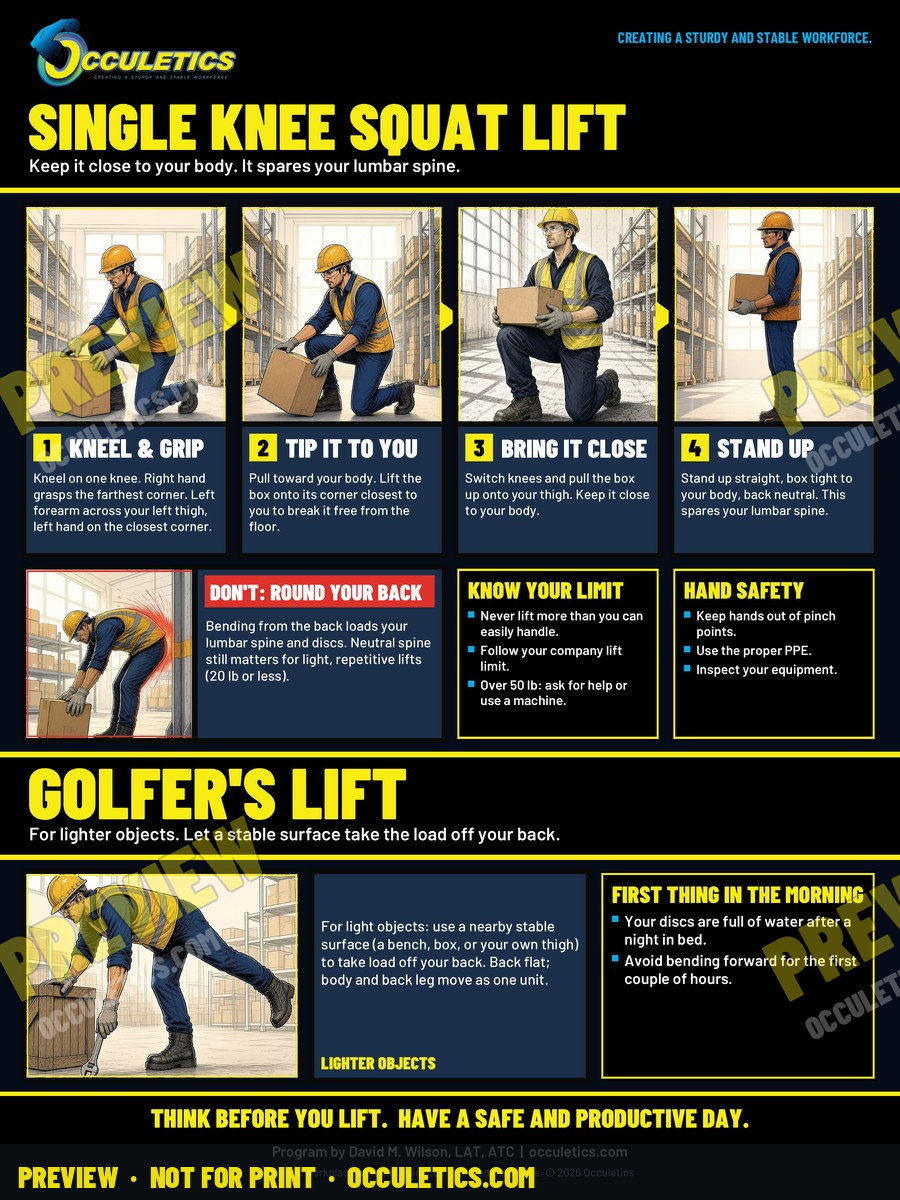 OCCULETICS
CREATING A STURDY AND STABLE WORKFORCE
CREATING A STURDY AND STABLE WORKFORCE.
SINGLE KNEE SQUAT LIFT
Keep it close to your body. It spares your lumbar spine.
1 KNEEL & GRIP
Kneel on one knee. Right hand
grasps the farthest corner. Left
forearm across your left thigh,
left hand on the closest corner.
2 TIP IT TO YOU
Pull toward your body. Lift the
box onto its corner closest to
you to break it free from the
floor.
3 BRING IT CLOSE
Switch knees and pull the box
up onto your thigh. Keep it close
to your body.
4 STAND UP
Stand up straight, box tight to
your body, back neutral. This
spares your lumbar spine.
PREVIEW
OCCULETICS.COM
PREV
OCCULET
DON'T: ROUND YOUR BACK
Bending from the back loads your
lumbar spine and discs. Neutral spine
still matters for light, repetitive lifts
(20 lb or less).
KNOW YOUR LIMIT
Never lift more than you can
easily handle.
Follow your company lift
limit.
Over 50 lb: ask for help or
use a machine.
HAND SAFETY
Keep hands out of pinch
points.
Use the proper PPE.
Inspect your equipment.
GOLFER'S LIFT
For lighter objects. Let a stable surface take the load off your back.
For light objects: use a nearby stable
surface (a bench, box, or your own thigh)
to take load off your back. Back flat;
body and back leg move as one unit.
LIGHTER OBJECTS
FIRST THING IN THE MORNING
Your discs are full of water after a
night in bed.
Avoid bending forward for the first
couple of hours.
PREVIEW
OCCULETICS.COM
PREV
OCCULET
THINK BEFORE YOU LIFT. HAVE A SAFE AND PRODUCTIVE DAY.
Program by David M. Wilson, LAT, ATC | occuletics.com
© 2026 Occuletics
PREVIEW · NOT FOR PRINT · OCCULETICS.COM